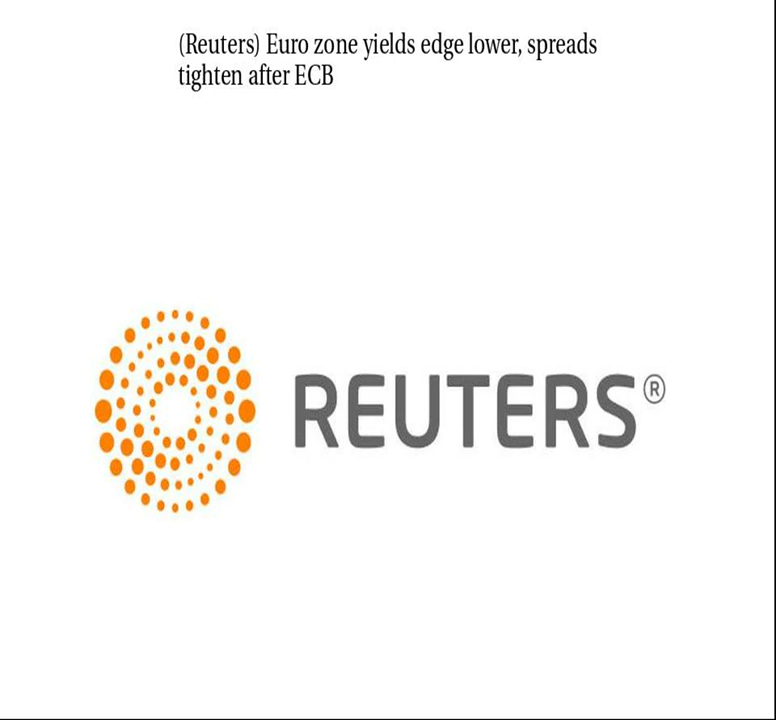 (Reuters) Euro zone yields edge lower, spreads
tighten after ECB
REUTERS®